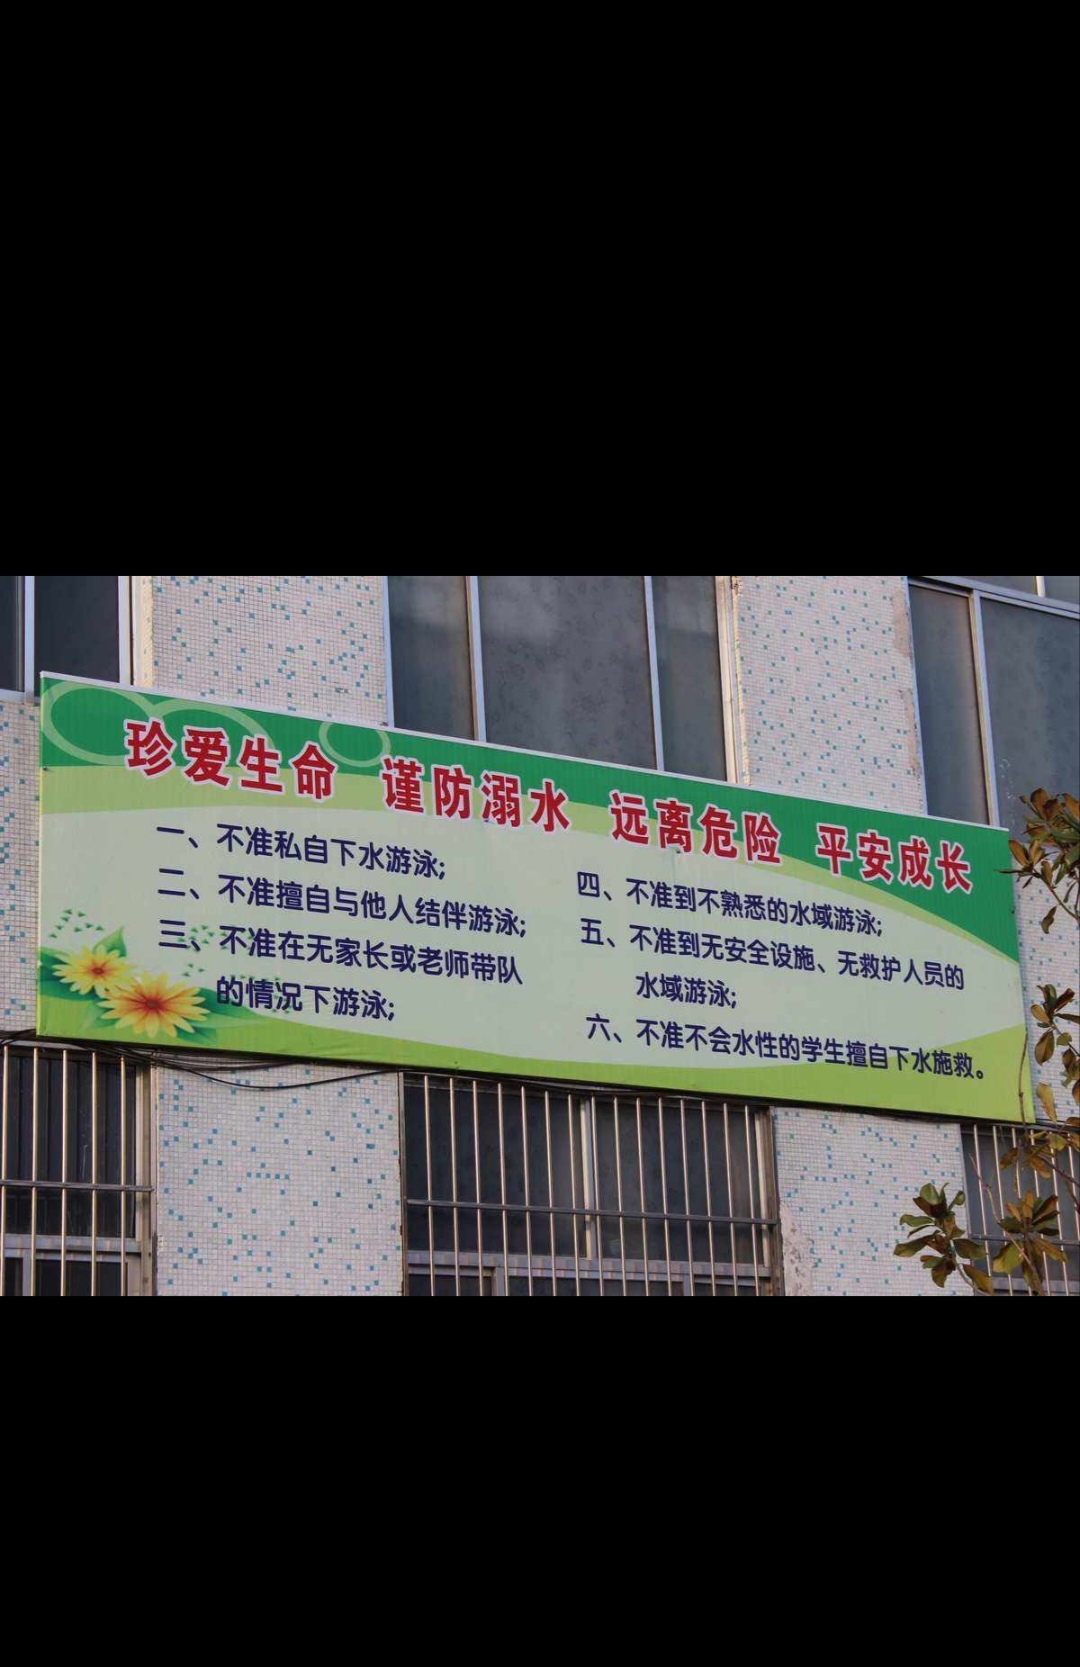 珍爱生命 谨防溺水 远离危险 平安成长
一、不准私自下水游泳;
二、不准擅自与他人结伴游泳;
三、不准在无家长或老师带队
的情况下游泳;
四、不准到不熟悉的水域游泳;
五、不准到无安全设施、无救护人员的
水域游泳;
六、不准不会水性的学生擅自下水施救。